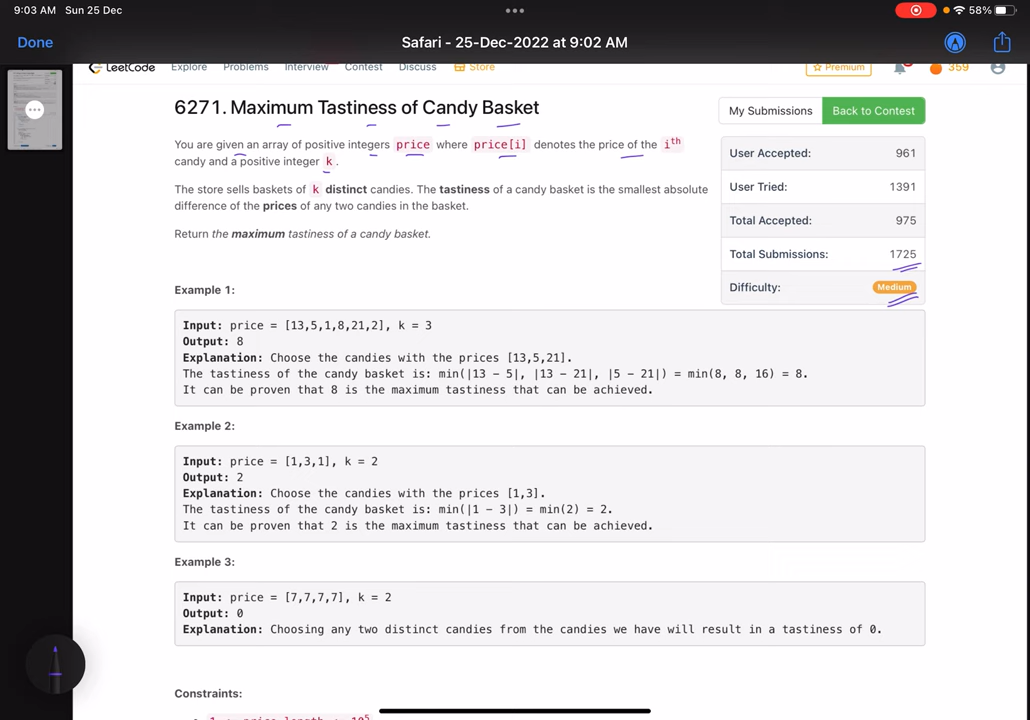 9:03 AM Sun 25 Dec
58%
Done
Safari - 25-Dec-2022 at 9:02 AM
LeetCode Explore Problems Interview Contest Discuss Store
Premium
359
6271. Maximum Tastiness of Candy Basket
My Submissions Back to Contest
You are given an array of positive integers price where price[i] denotes the price of the ith
candy and a positive integer k .
User Accepted: 961
User Tried: 1391
The store sells baskets of k distinct candies. The tastiness of a candy basket is the smallest absolute
difference of the prices of any two candies in the basket.
Total Accepted: 975
Return the maximum tastiness of a candy basket.
Total Submissions: 1725
Difficulty: Medium
Example 1:
Input: price = [13,5,1,8,21,2], k = 3
Output: 8
Explanation: Choose the candies with the prices [13,5,21].
The tastiness of the candy basket is: min(|13 - 5|, |13 - 21|, |5 - 21|) = min(8, 8, 16) = 8.
It can be proven that 8 is the maximum tastiness that can be achieved.
Example 2:
Input: price = [1,3,1], k = 2
Output: 2
Explanation: Choose the candies with the prices [1,3].
The tastiness of the candy basket is: min(|1 - 3|) = min(2) = 2.
It can be proven that 2 is the maximum tastiness that can be achieved.
Example 3:
Input: price = [7,7,7,7], k = 2
Output: 0
Explanation: Choosing any two distinct candies from the candies we have will result in a tastiness of 0.
Constraints: